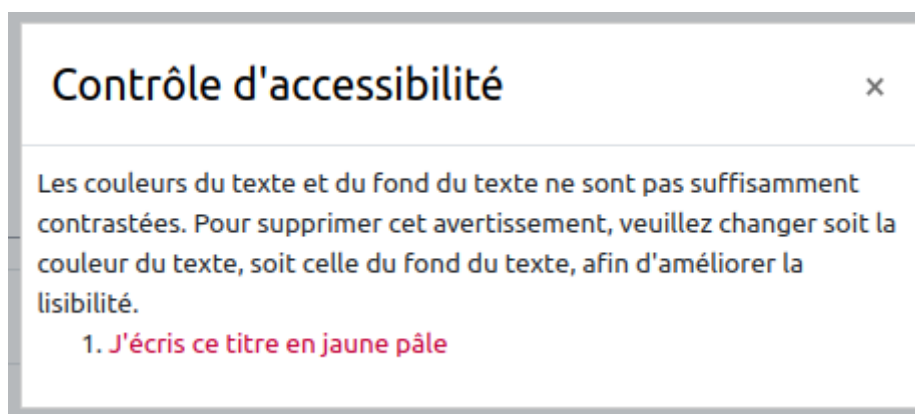 Contrôle d'accessibilité ×
Les couleurs du texte et du fond du texte ne sont pas suffisamment
contrastées. Pour supprimer cet avertissement, veuillez changer soit la
couleur du texte, soit celle du fond du texte, afin d'améliorer la
lisibilité.
1. J'écris ce titre en jaune pâle